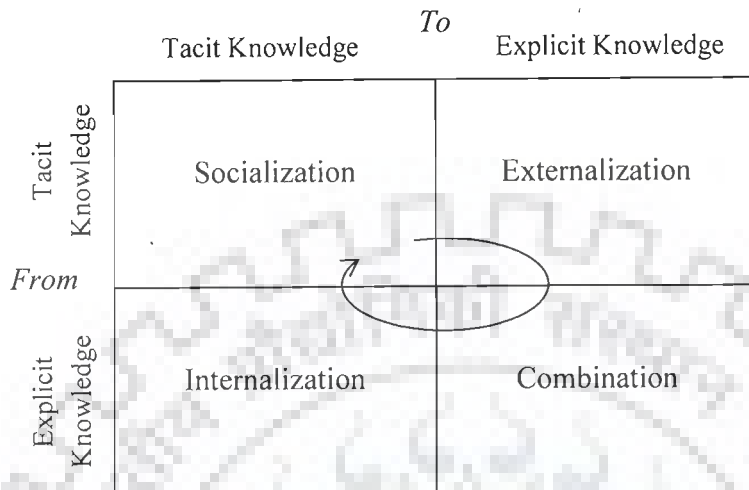 To
Tacit Knowledge Explicit Knowledge
Tacit
Knowledge
Socialization Externalization
From
Explicit
Knowledge
Internalization Combination